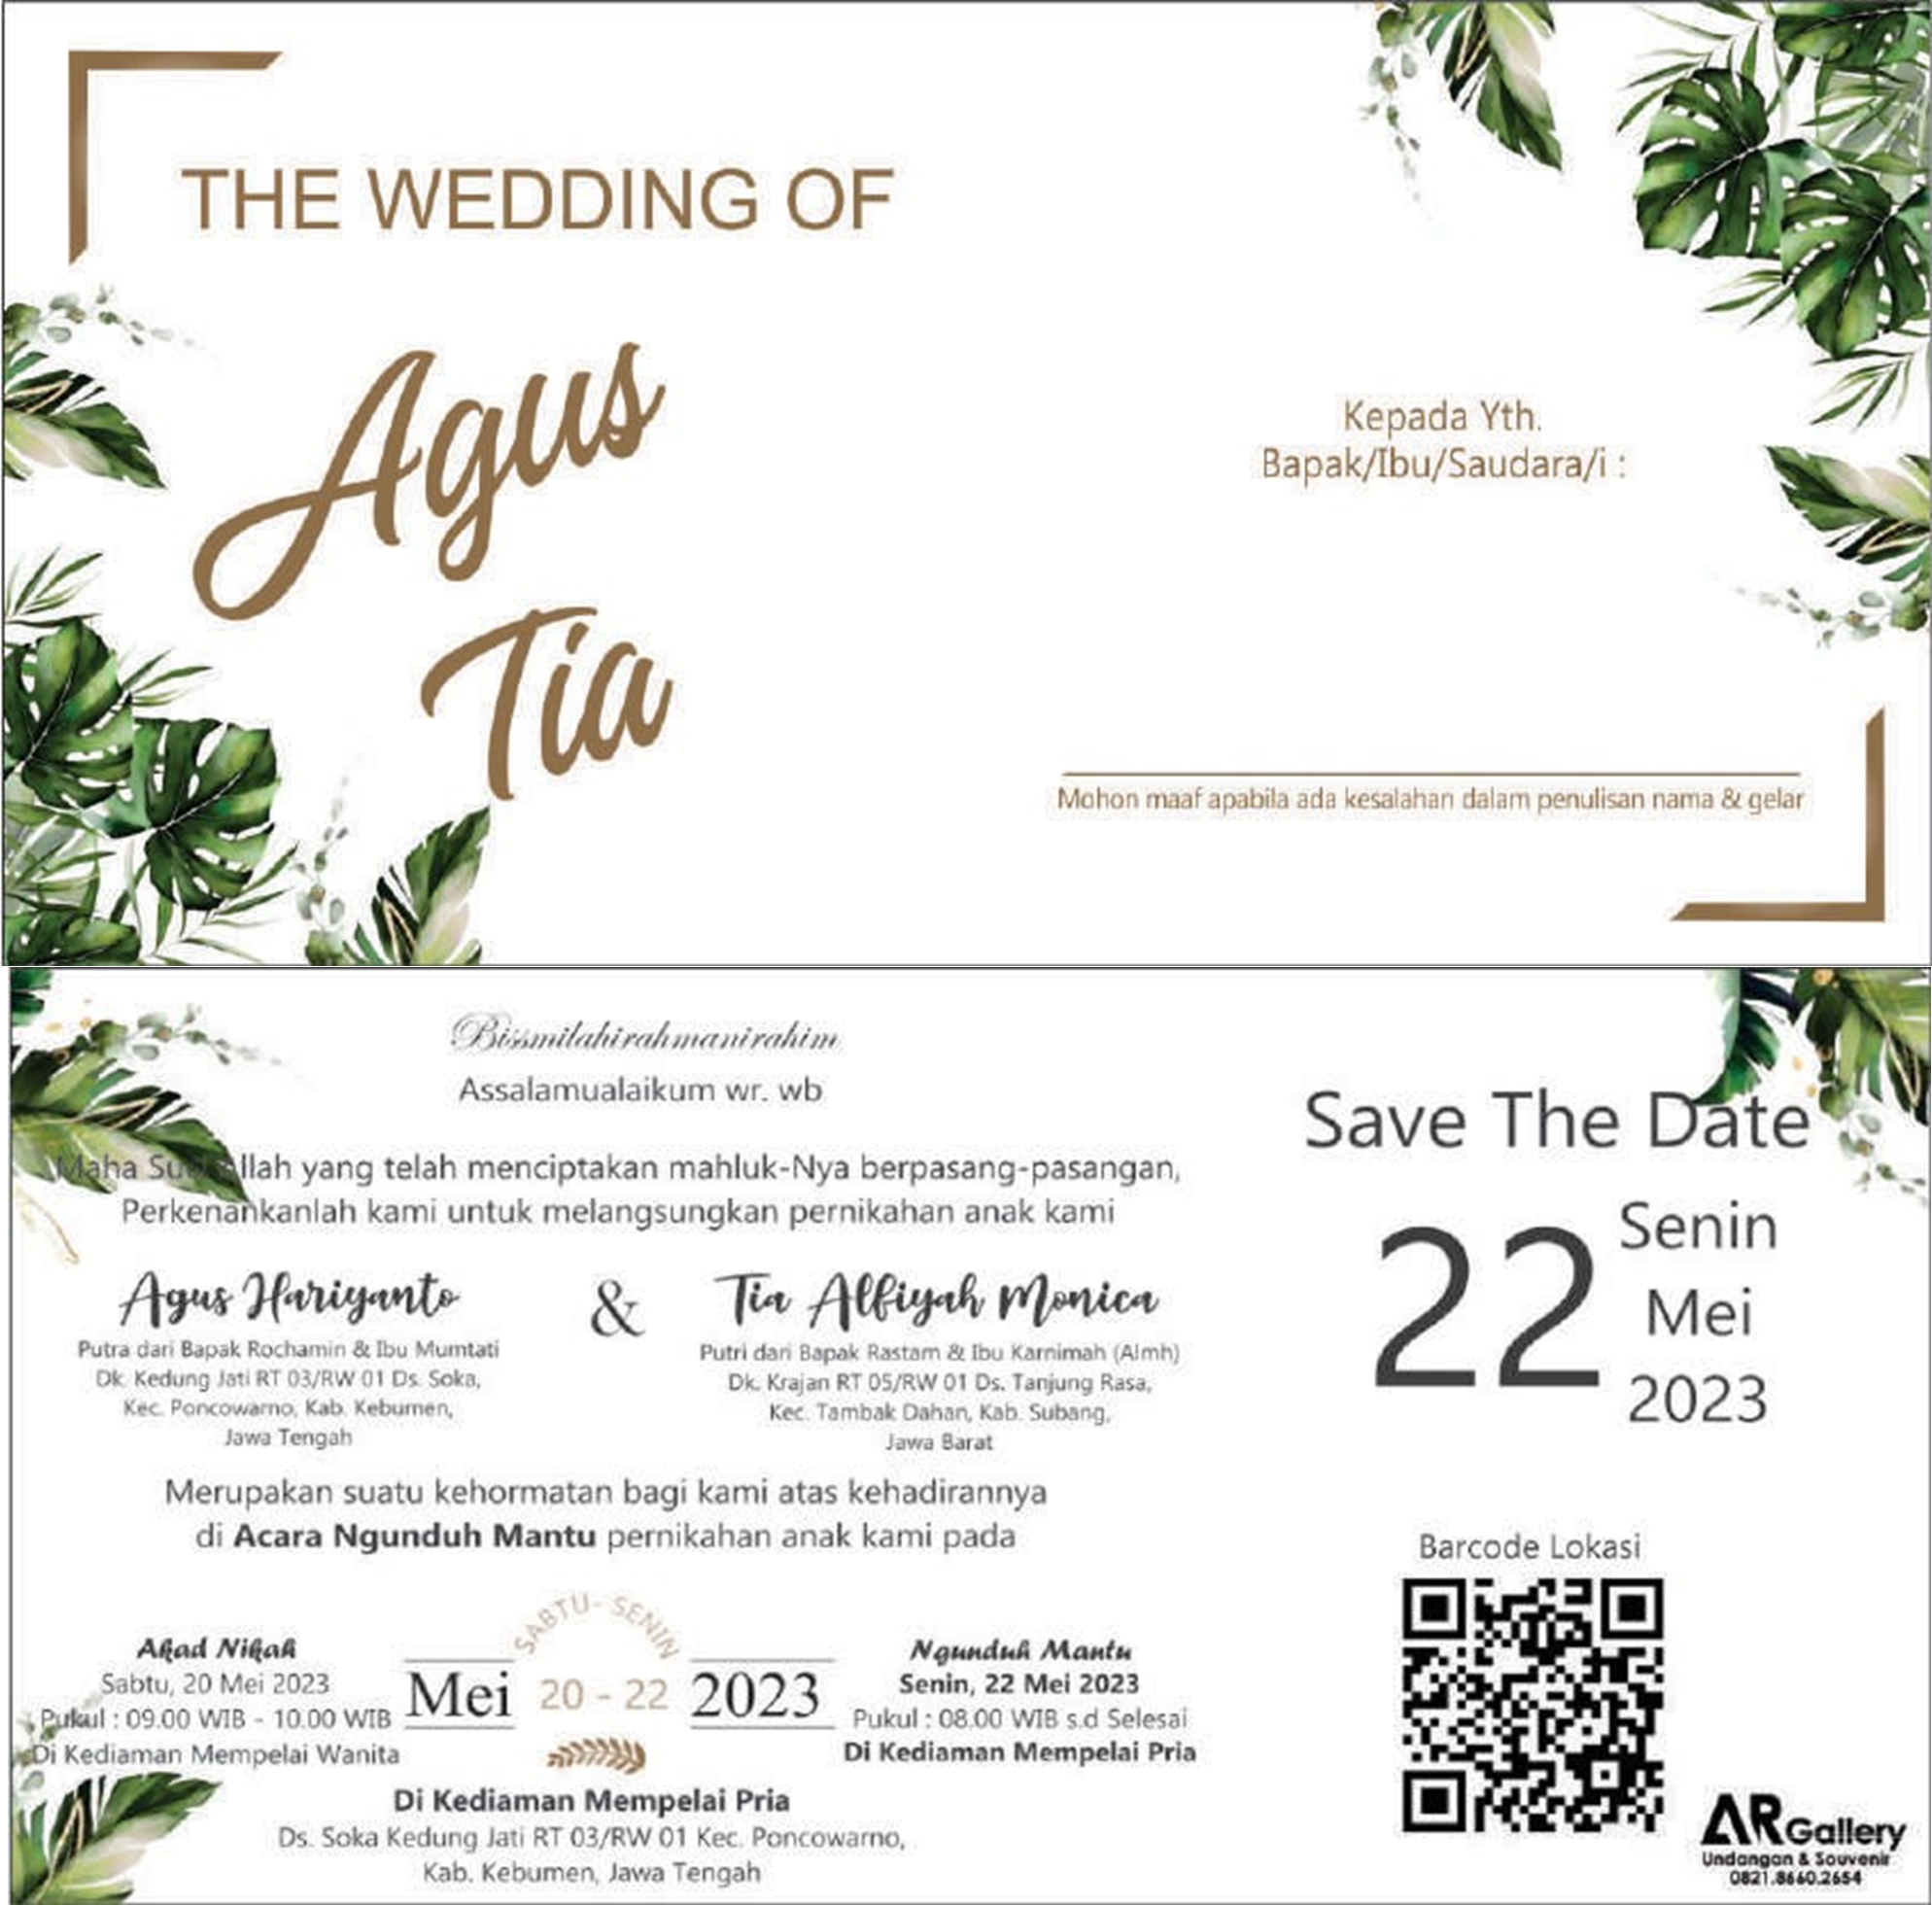 THE WEDDING OF
Agus
Tia
Kepada Yth.
Bapak/Ibu/Saudara/i :
Mohon maaf apabila ada kesalahan dalam penulisan nama & gelar
Bissmilahirahmanirahim
Assalamualaikum wr. wb
Maha Suci Allah yang telah menciptakan mahluk-Nya berpasang-pasangan,
Perkenankanlah kami untuk melangsungkan pernikahan anak kami
Agus Hariyanto
Putra dari Bapak Rochamin & Ibu Mumtati
Dk. Kedung Jati RT 03/RW 01 Ds. Soka,
Kec. Poncowarno, Kab. Kebumen,
Jawa Tengah
&
Tia Alfiyah Monica
Putri dari Bapak Rastam & Ibu Karnimah (Almh)
Dk. Krajan RT 05/RW 01 Ds. Tanjung Rasa,
Kec. Tambak Dahan, Kab. Subang,
Jawa Barat
Merupakan suatu kehormatan bagi kami atas kehadirannya
di Acara Ngunduh Mantu pernikahan anak kami pada
Akad Nikah
Sabtu, 20 Mei 2023
Pukul : 09.00 WIB - 10.00 WIB
Di Kediaman Mempelai Wanita
SABTU - SENIN
Mei 20 - 22 2023
Ngunduh Mantu
Senin, 22 Mei 2023
Pukul : 08.00 WIB s.d Selesai
Di Kediaman Mempelai Pria
Di Kediaman Mempelai Pria
Ds. Soka Kedung Jati RT 03/RW 01 Kec. Poncowarno,
Kab. Kebumen, Jawa Tengah
Save The Date
22
Senin
Mei
2023
Barcode Lokasi
AR Gallery
Undangan & Souvenir
0821.8660.2654